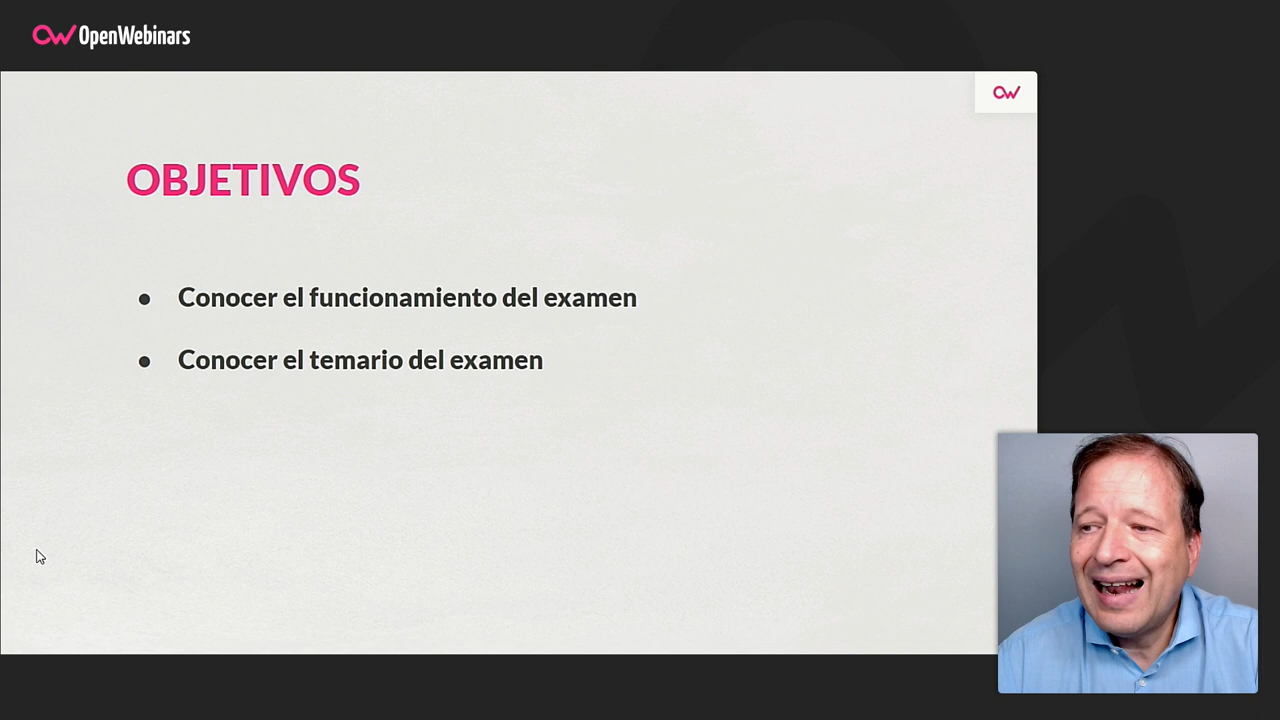 OpenWebinars
OBJETIVOS
● Conocer el funcionamiento del examen
● Conocer el temario del examen